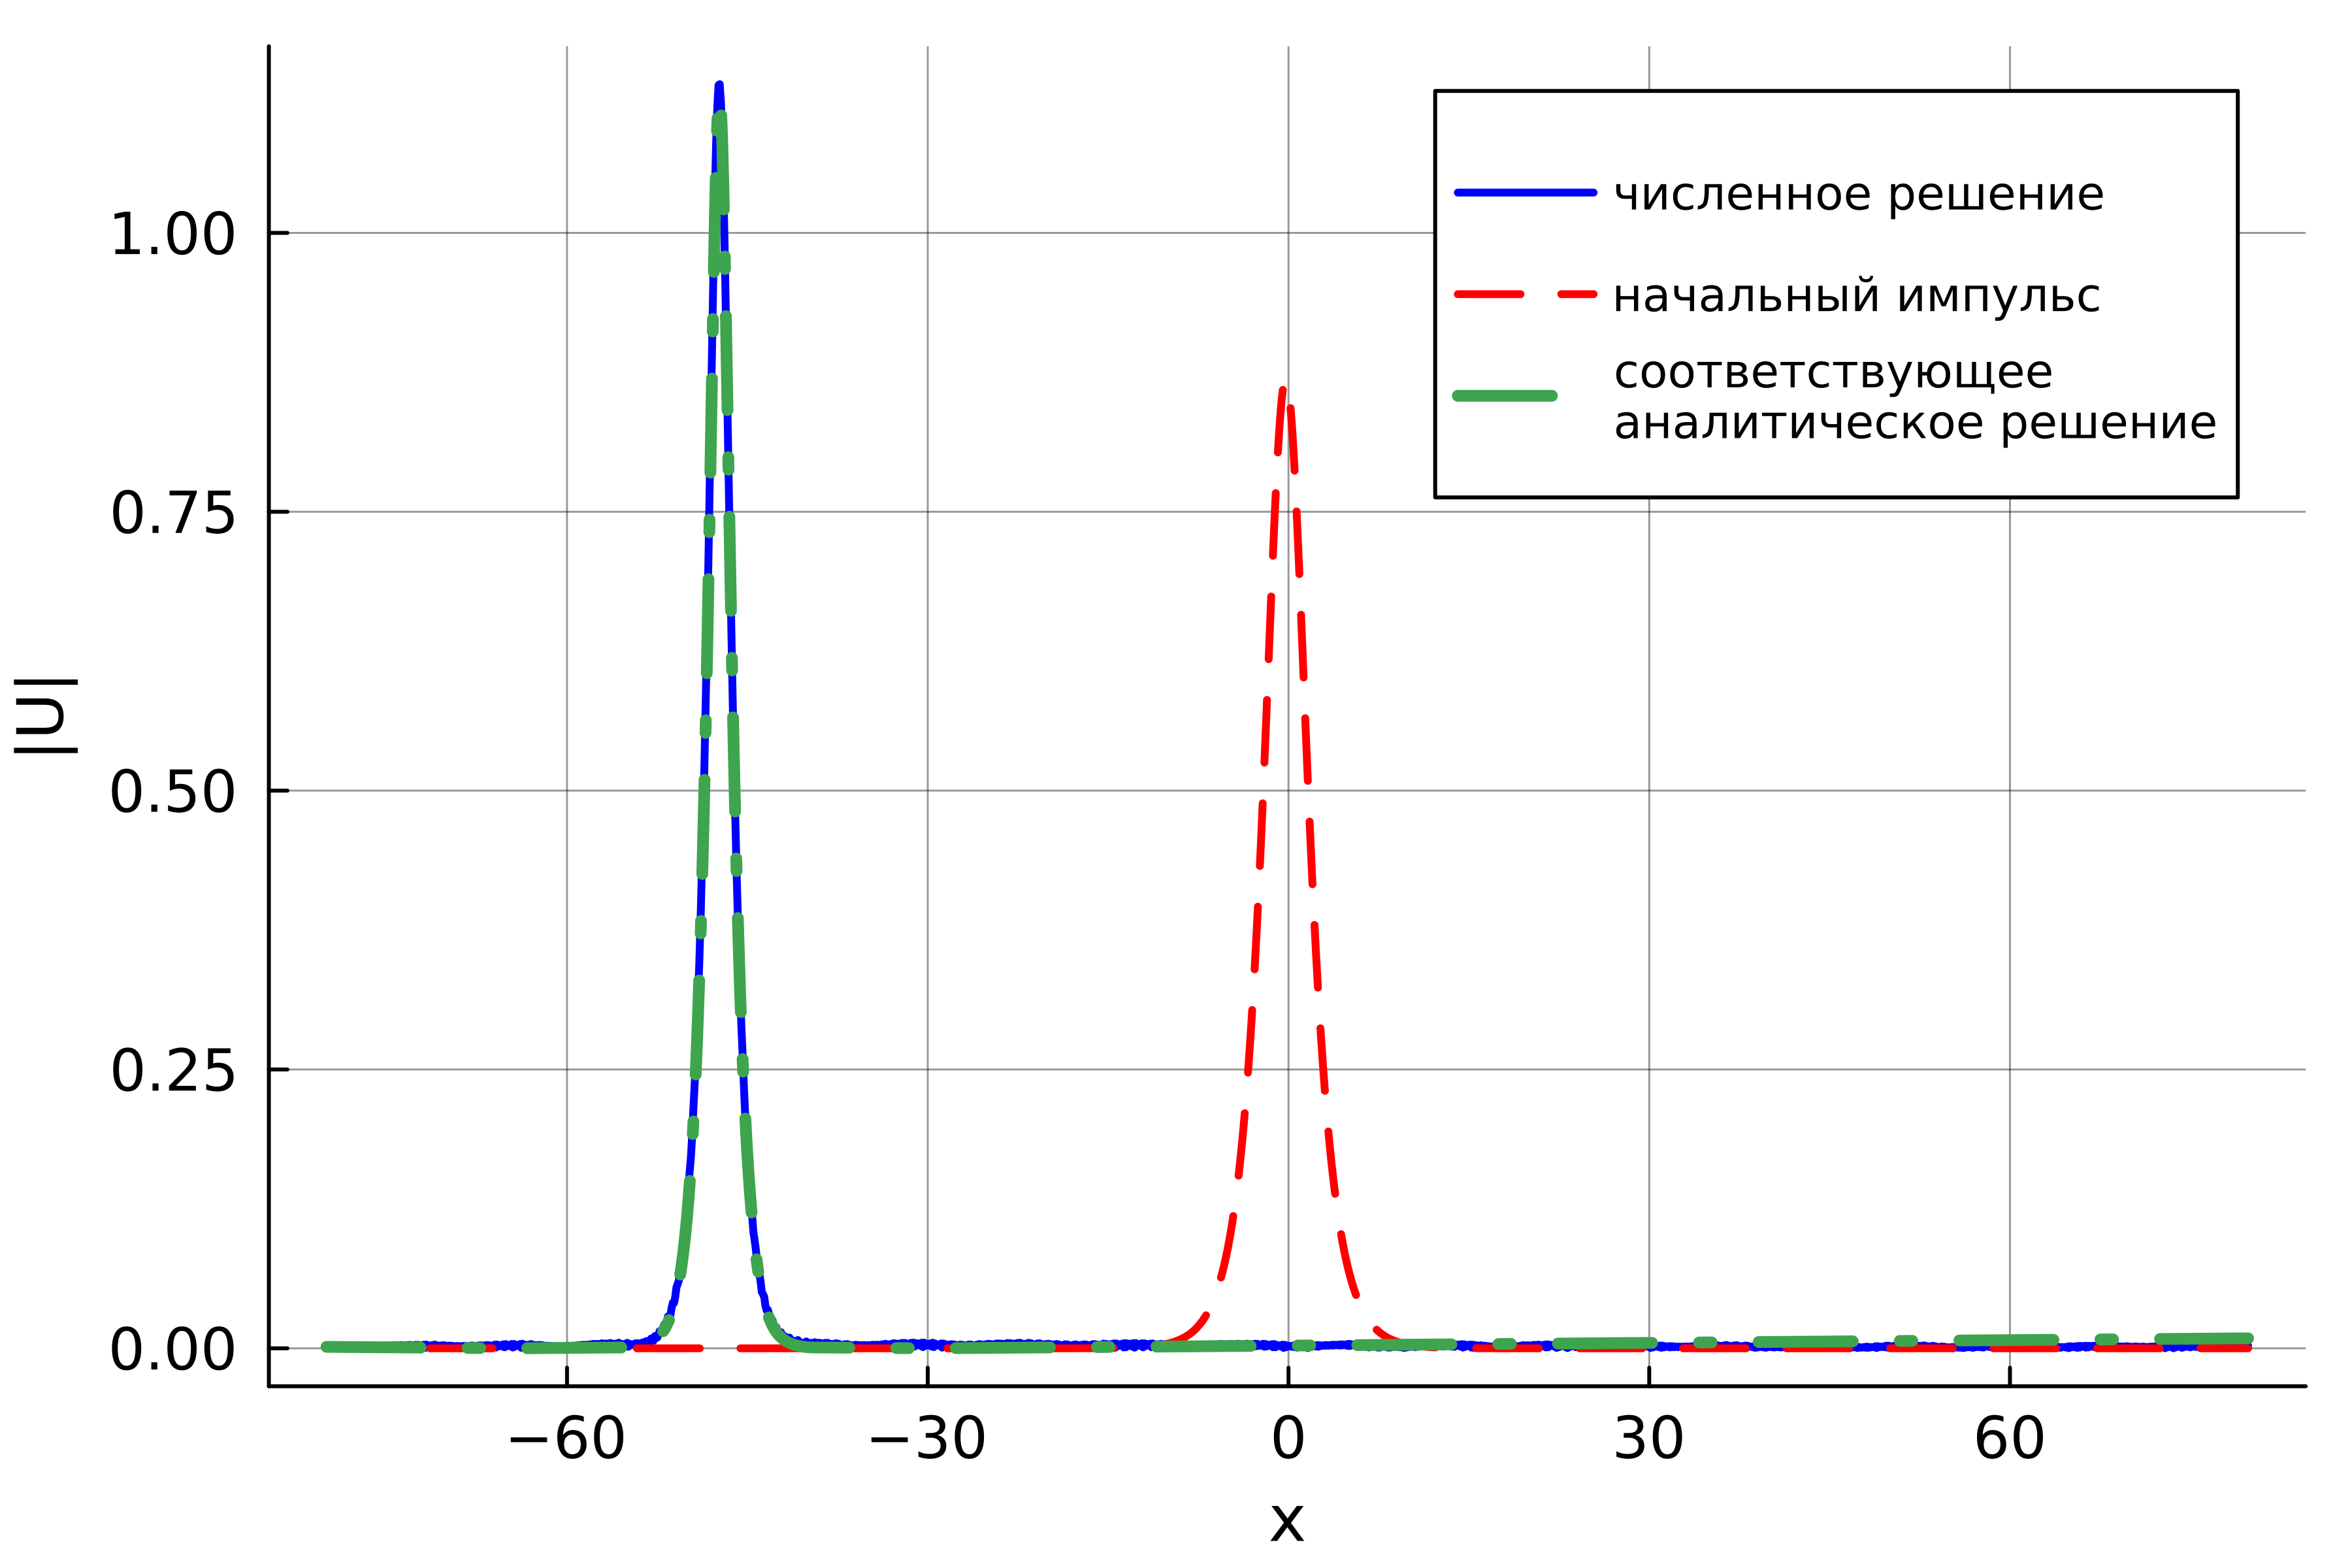 численное решение
начальный импульс
соответствующее
аналитическое решение
1.00
0.75
0.50
0.25
0.00
|U|
−60 −30 0 30 60
x